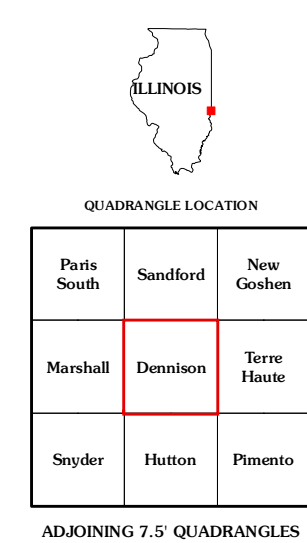 ILLINOIS
QUADRANGLE LOCATION
Paris
South
Sandford
New
Goshen
Marshall
Dennison
Terre
Haute
Snyder
Hutton
Pimento
ADJOINING 7.5' QUADRANGLES